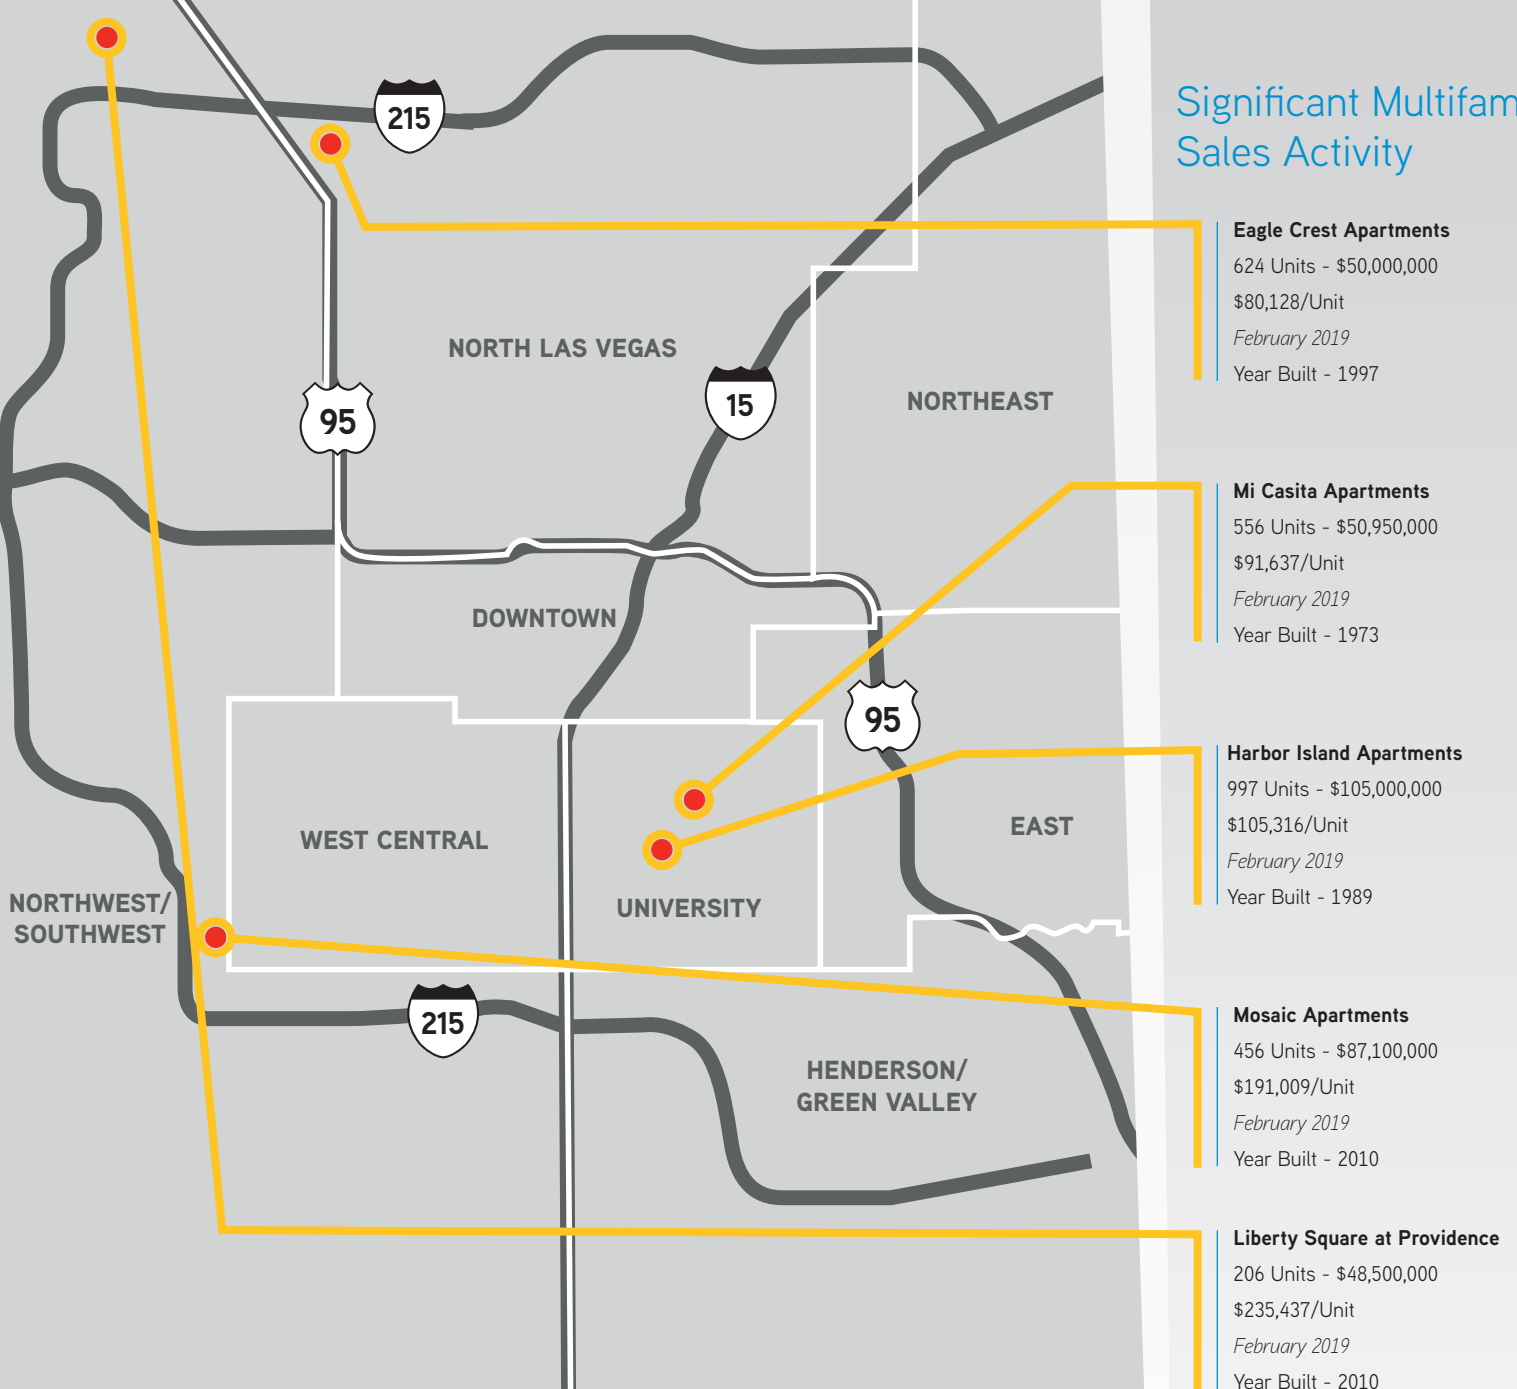 215
NORTH LAS VEGAS
95
15
NORTHEAST
DOWNTOWN
95
WEST CENTRAL
EAST
NORTHWEST/
SOUTHWEST
UNIVERSITY
215
HENDERSON/
GREEN VALLEY
Significant Multifam
Sales Activity
Eagle Crest Apartments
624 Units - $50,000,000
$80,128/Unit
February 2019
Year Built - 1997
Mi Casita Apartments
556 Units - $50,950,000
$91,637/Unit
February 2019
Year Built - 1973
Harbor Island Apartments
997 Units - $105,000,000
$105,316/Unit
February 2019
Year Built - 1989
Mosaic Apartments
456 Units - $87,100,000
$191,009/Unit
February 2019
Year Built - 2010
Liberty Square at Providence
206 Units - $48,500,000
$235,437/Unit
February 2019
Year Built - 2010